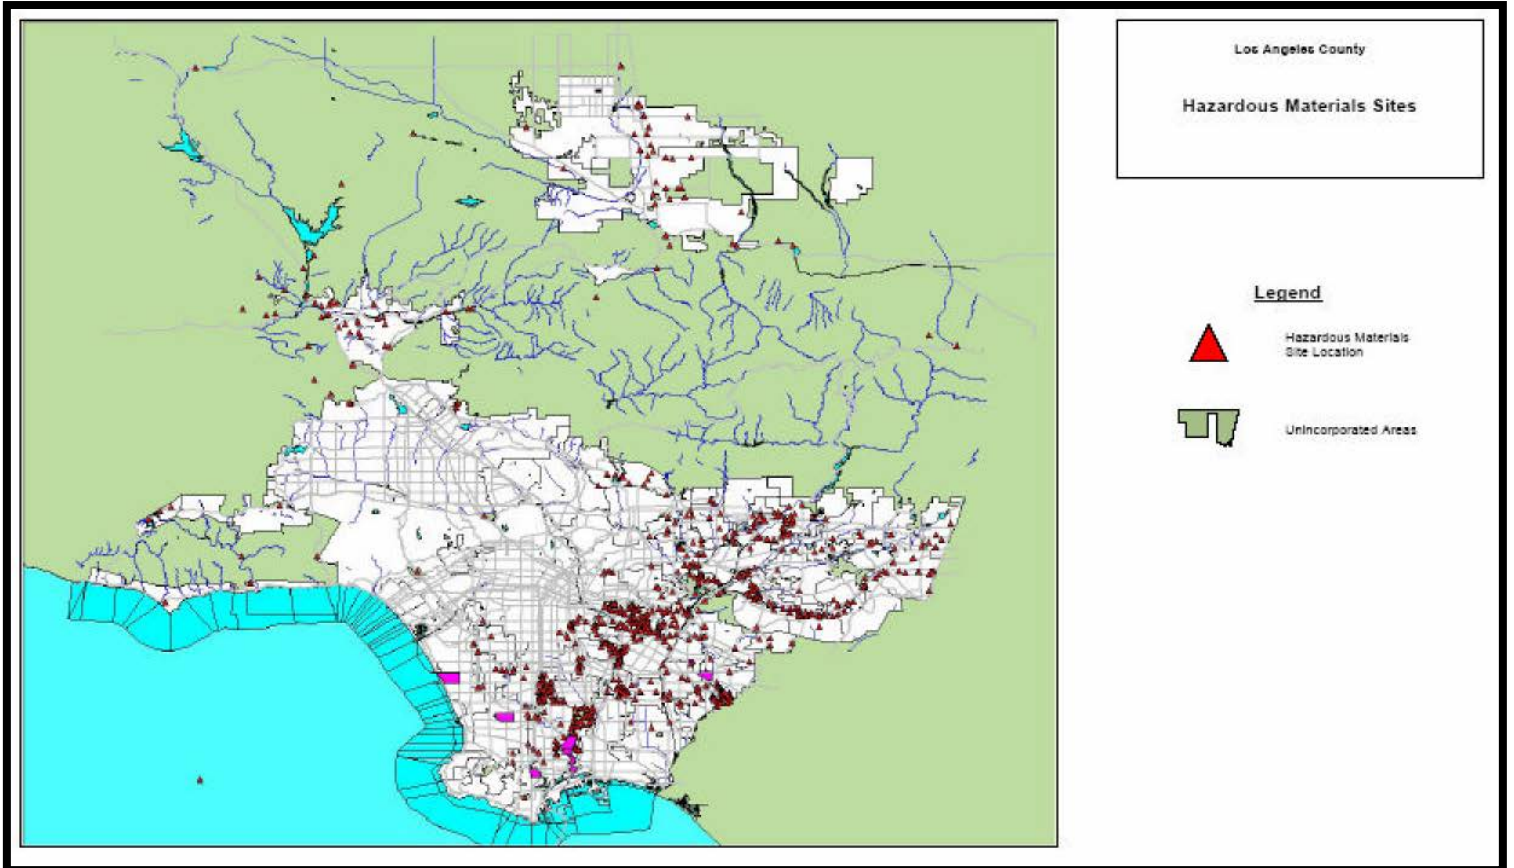 Los Angeles County
Hazardous Materials Sites
Legend
Hazardous Materials
Site Location
Unincorporated Areas